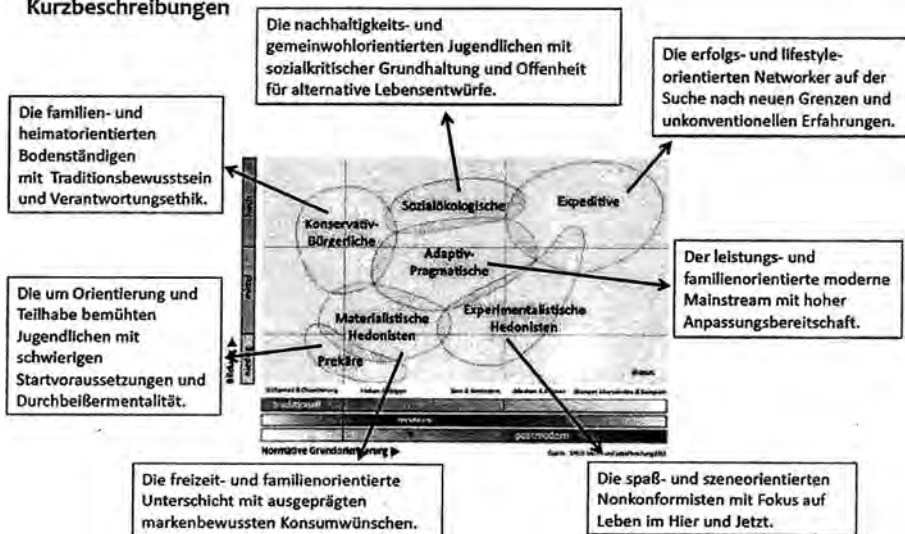 Kurzbeschreibungen
Die nachhaltigkeits- und
gemeinwohlorientierten Jugendlichen mit
sozialkritischer Grundhaltung und Offenheit
für alternative Lebensentwürfe.
Die erfolgs- und lifestyle-
orientierten Networker auf der
Suche nach neuen Grenzen und
unkonventionellen Erfahrungen.
Die familien- und
heimatorientierten
Bodenständigen
mit Traditionsbewusstsein
und Verantwortungsethik.
Sozialökologische
Expeditive
Konservativ-
Bürgerliche
Adaptiv-
Pragmatische
Der leistungs- und
familienorientierte moderne
Mainstream mit hoher
Anpassungsbereitschaft.
Die um Orientierung und
Teilhabe bemühten
Jugendlichen mit
schwierigen
Startvoraussetzungen und
Durchbeißermentalität.
Materialistische
Hedonisten
Experimentalistische
Hedonisten
Prekäre
hoch
mittel
niedrig
traditionell
modern
postmodern
Normative Grundorientierung ▶
Die freizeit- und familienorientierte
Unterschicht mit ausgeprägten
markenbewussten Konsumwünschen.
Die spaß- und szeneorientierten
Nonkonformisten mit Fokus auf
Leben im Hier und Jetzt.